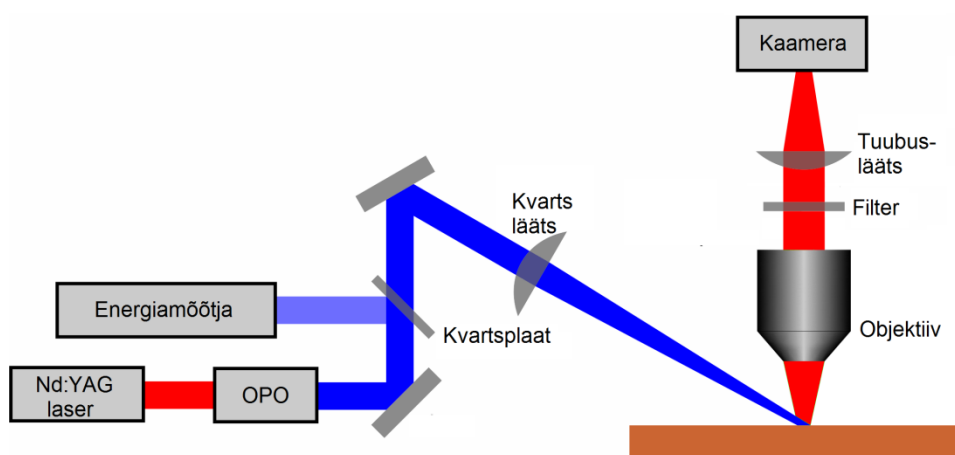 Kaamera
Tuubus-
lääts
Kvarts
lääts
Filter
Energiamõõtja
Kvartsplaat
Objektiiv
Nd:YAG
laser
OPO